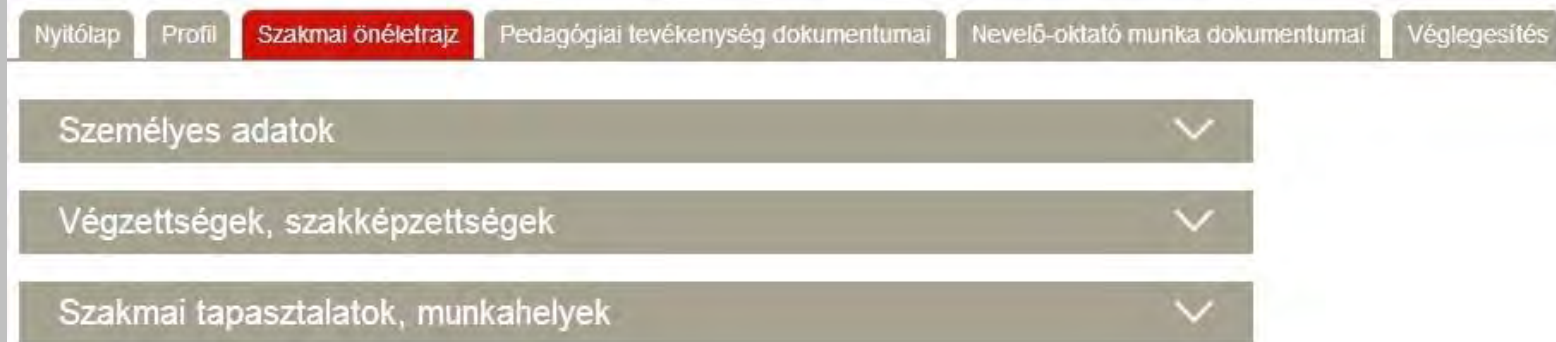 Nyitólap Profil Szakmai önéletrajz Pedagógiai tevékenység dokumentumai Nevelő-oktató munka dokumentumai Véglegesítés
Személyes adatok
Végzettségek, szakképzettségek
Szakmai tapasztalatok, munkahelyek